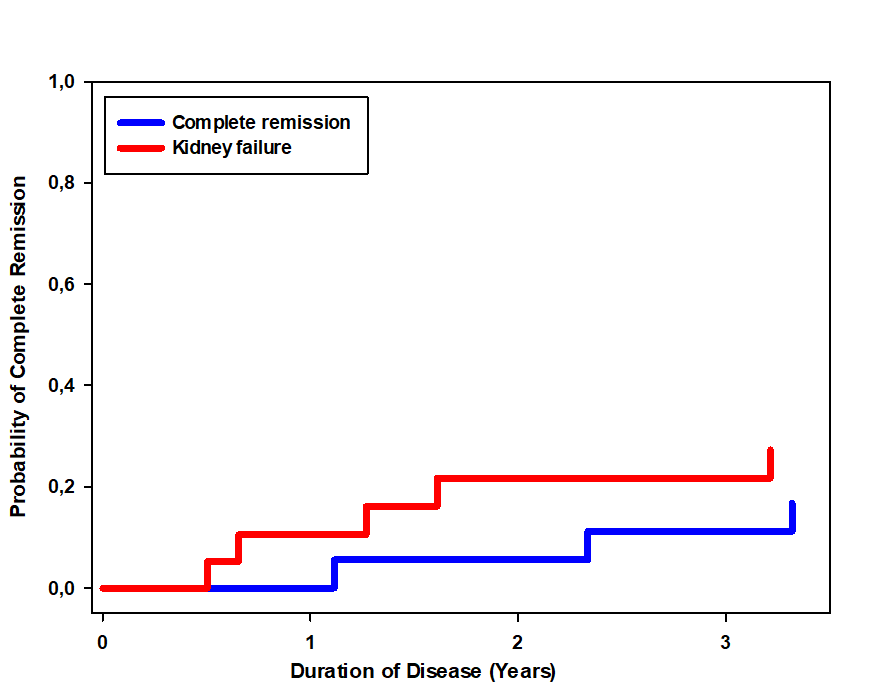 1,0
0,8
0,6
0,4
0,2
0,0
Probability of Complete Remission
Complete remission
Kidney failure
0 1 2 3
Duration of Disease (Years)